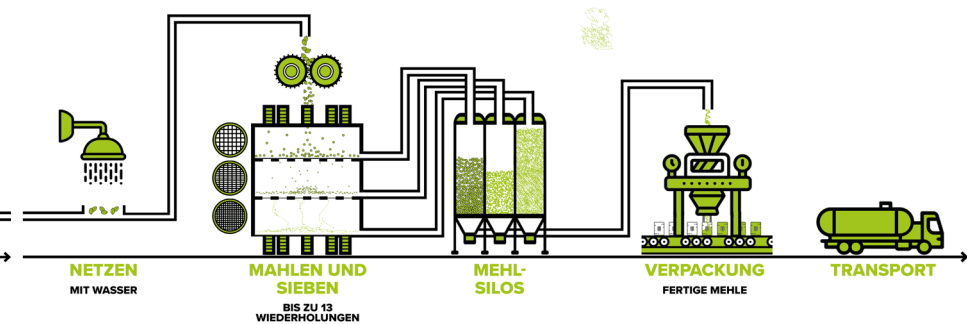 NETZEN
MIT WASSER
MAHLEN UND
SIEBEN
BIS ZU 13
WIEDERHOLUNGEN
MEHL-
SILOS
VERPACKUNG
FERTIGE MEHLE
TRANSPORT